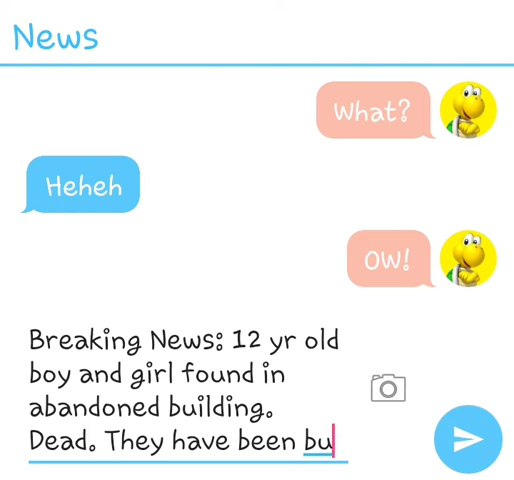 News
What?
Heheh
OW!
Breaking News: 12 yr old
boy and girl found in
abandoned building.
Dead. They have been bu